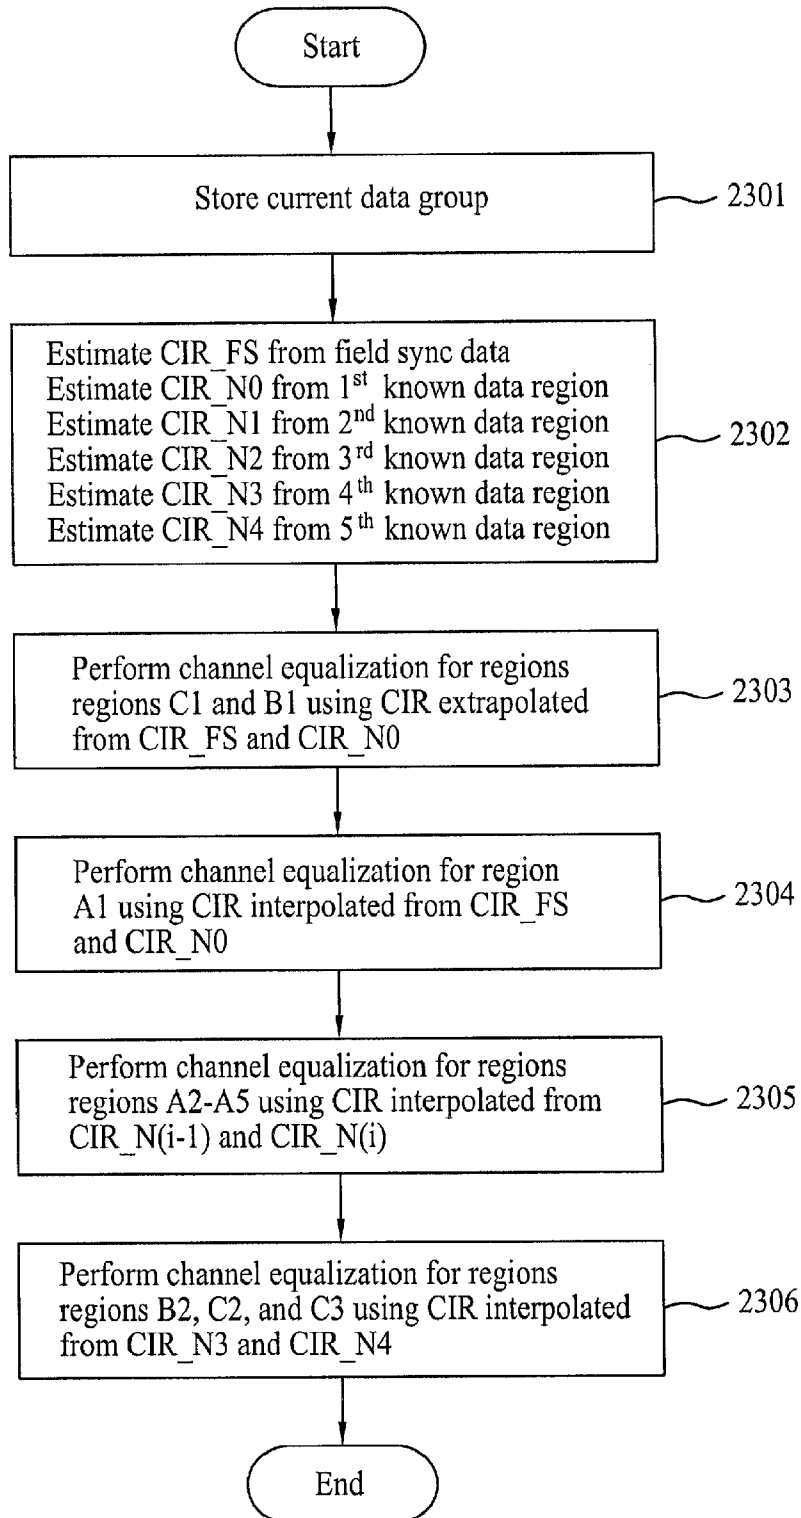 Start
Store current data group
2301
Estimate CIR_FS from field sync data
Estimate CIR_N0 from 1st known data region
Estimate CIR_N1 from 2nd known data region
Estimate CIR_N2 from 3rd known data region
Estimate CIR_N3 from 4th known data region
Estimate CIR_N4 from 5th known data region
2302
Perform channel equalization for regions
regions C1 and B1 using CIR extrapolated
from CIR_FS and CIR_N0
2303
Perform channel equalization for region
A1 using CIR interpolated from CIR_FS
and CIR_N0
2304
Perform channel equalization for regions
regions A2-A5 using CIR interpolated from
CIR_N(i-1) and CIR_N(i)
2305
Perform channel equalization for regions
regions B2, C2, and C3 using CIR interpolated
from CIR_N3 and CIR_N4
2306
End